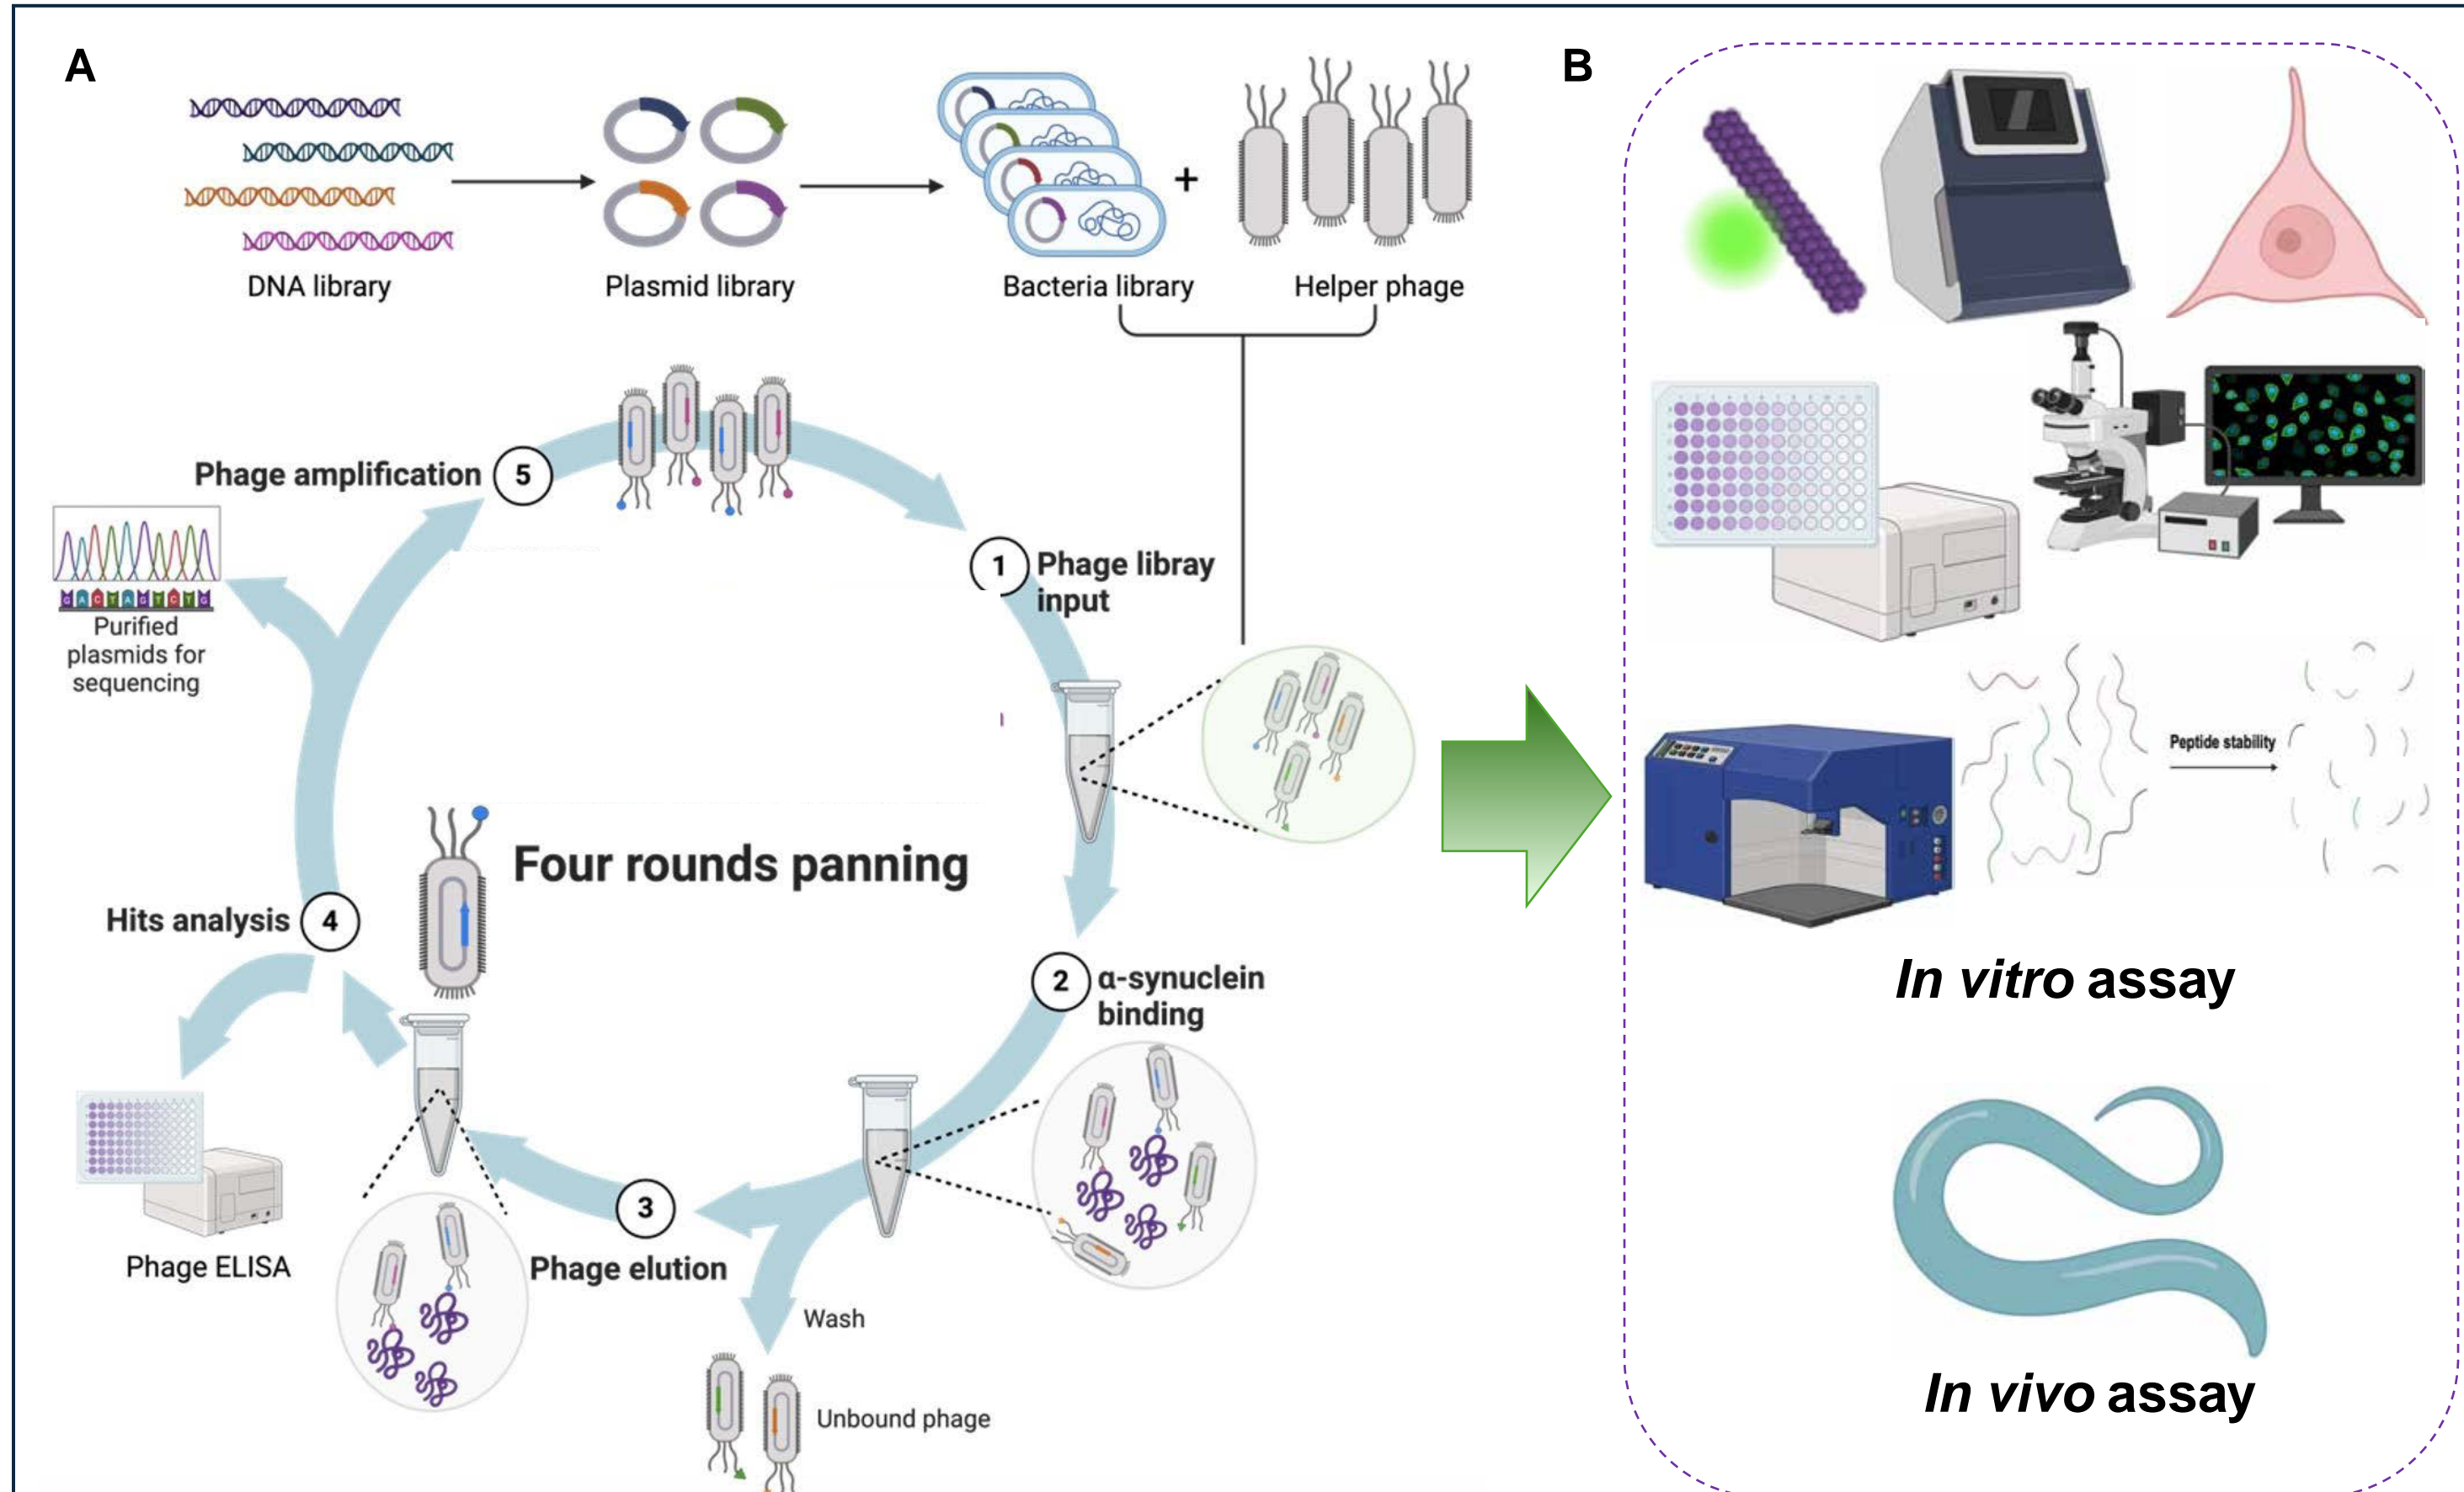 A
B
DNA library
Plasmid library
Bacteria library
+
Helper phage
Phage amplification
5
1
Phage libray
input
G A C T A G T C T G
Purified
plasmids for
sequencing
Peptide stability
Four rounds panning
Hits analysis
4
2
α-synuclein
binding
In vitro assay
3
Phage elution
Phage ELISA
Wash
Unbound phage
In vivo assay